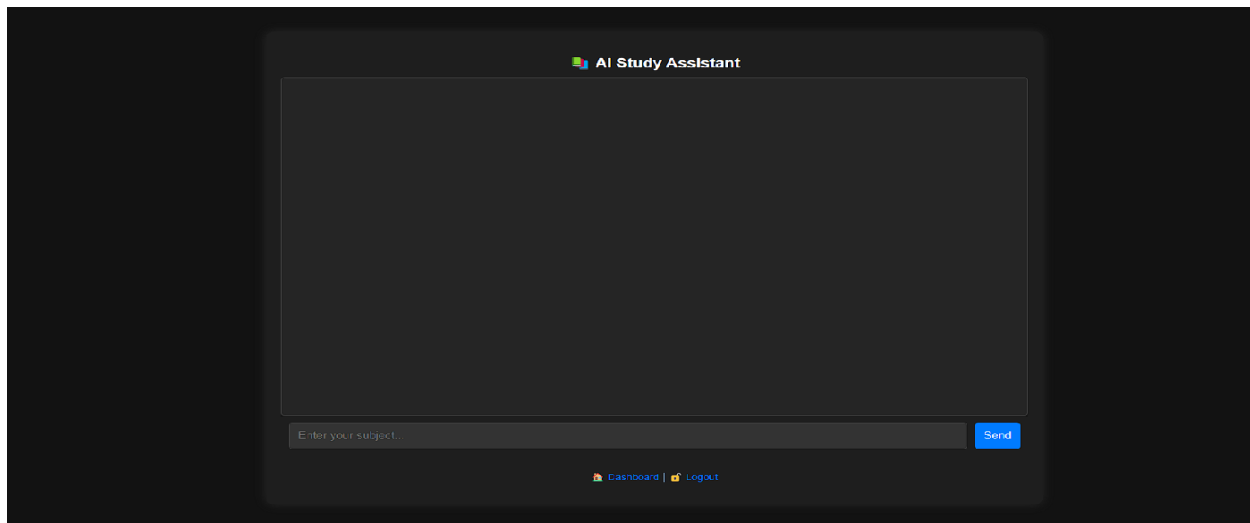 📚 AI Study Assistant
Enter your subject...
Send
🏠 Dashboard | 🔓 Logout